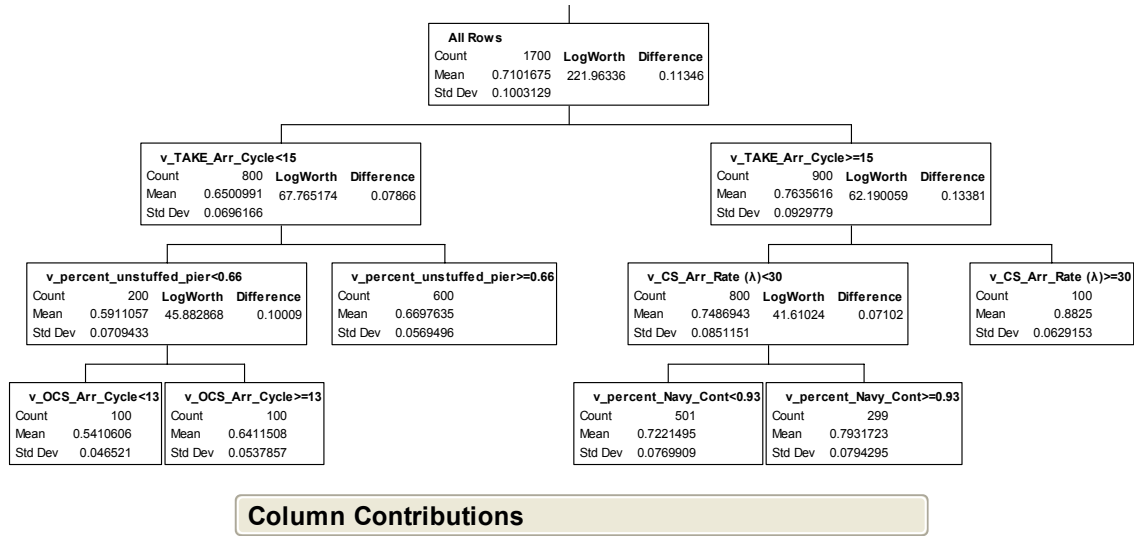 All Rows
Count 1700 LogWorth Difference
Mean 0.7101675 221.96336 0.11346
Std Dev 0.1003129
v_TAKE_Arr_Cycle<15
Count 800 LogWorth Difference
Mean 0.6500991 67.765174 0.07866
Std Dev 0.0696166
v_TAKE_Arr_Cycle>=15
Count 900 LogWorth Difference
Mean 0.7635616 62.190059 0.13381
Std Dev 0.0929779
v_percent_unstuffed_pier<0.66
Count 200 LogWorth Difference
Mean 0.5911057 45.882868 0.10009
Std Dev 0.0709433
v_percent_unstuffed_pier>=0.66
Count 600
Mean 0.6697635
Std Dev 0.0569496
v_CS_Arr_Rate (λ)<30
Count 800 LogWorth Difference
Mean 0.7486943 41.61024 0.07102
Std Dev 0.0851151
v_CS_Arr_Rate (λ)>=30
Count 100
Mean 0.8825
Std Dev 0.0629153
v_OCS_Arr_Cycle<13
Count 100
Mean 0.5410606
Std Dev 0.046521
v_OCS_Arr_Cycle>=13
Count 100
Mean 0.6411508
Std Dev 0.0537857
v_percent_Navy_Cont<0.93
Count 501
Mean 0.7221495
Std Dev 0.0769909
v_percent_Navy_Cont>=0.93
Count 299
Mean 0.7931723
Std Dev 0.0794295
Column Contributions